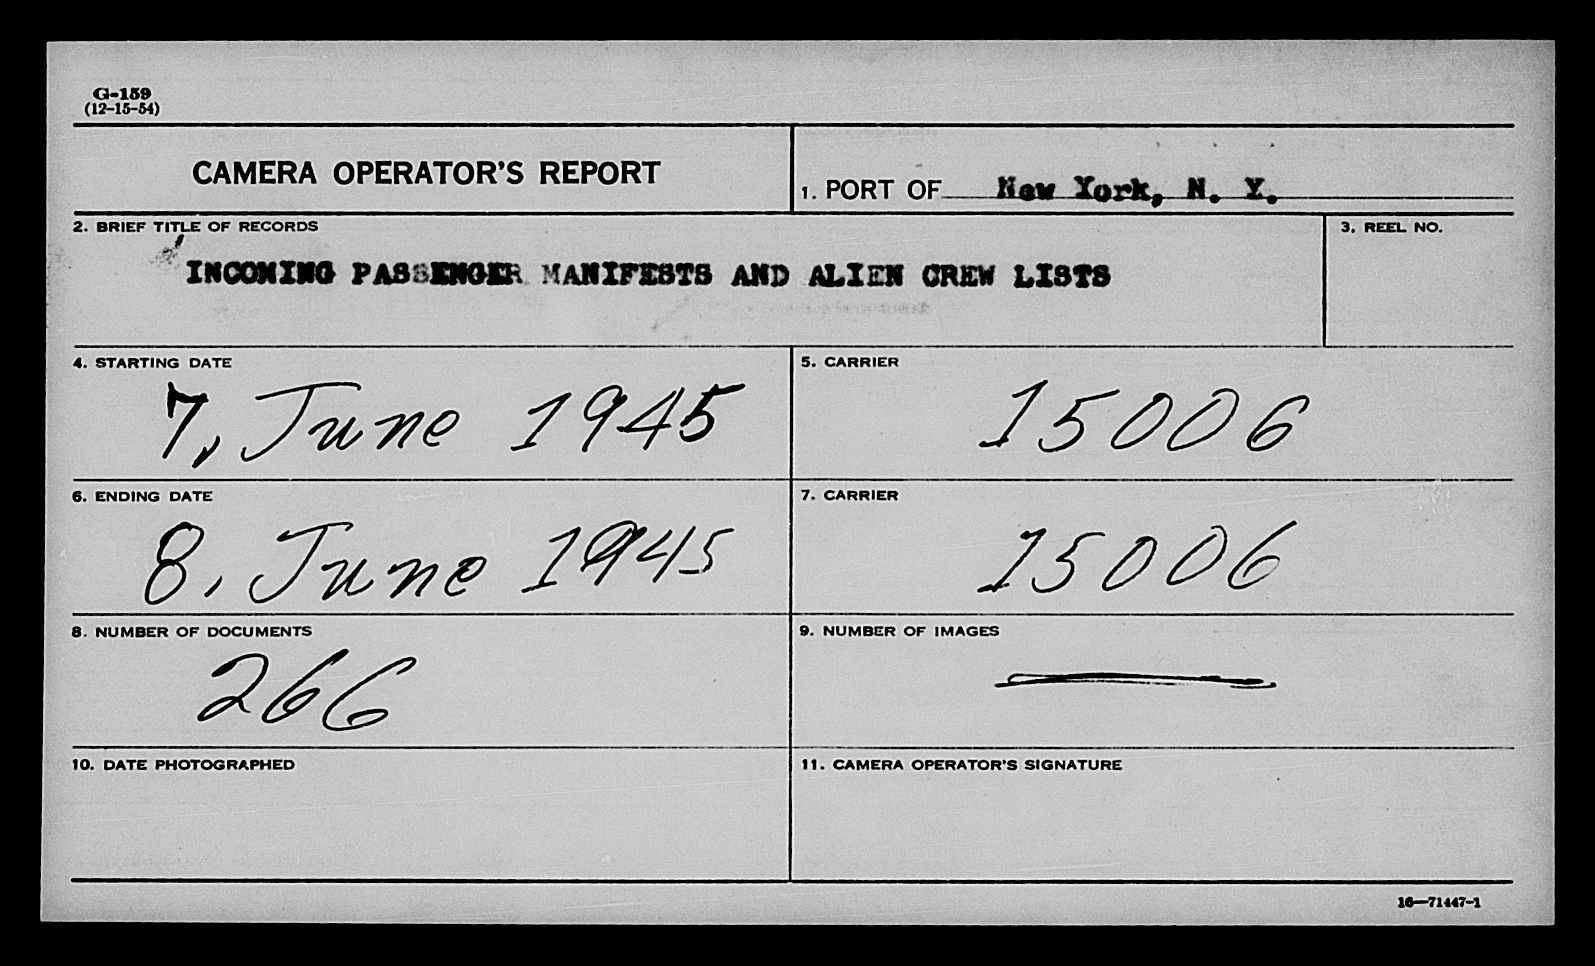 G-159
(12-15-54)
CAMERA OPERATOR'S REPORT
1. PORT OF New York, N. Y.
2. BRIEF TITLE OF RECORDS
INCOMING PASSENGER MANIFESTS AND ALIEN CREW LISTS
3. REEL NO.
4. STARTING DATE
7, June 1945
5. CARRIER
15006
6. ENDING DATE
8, June 1945
7. CARRIER
15006
8. NUMBER OF DOCUMENTS
266
9. NUMBER OF IMAGES
10. DATE PHOTOGRAPHED
11. CAMERA OPERATOR'S SIGNATURE
16—71447-1